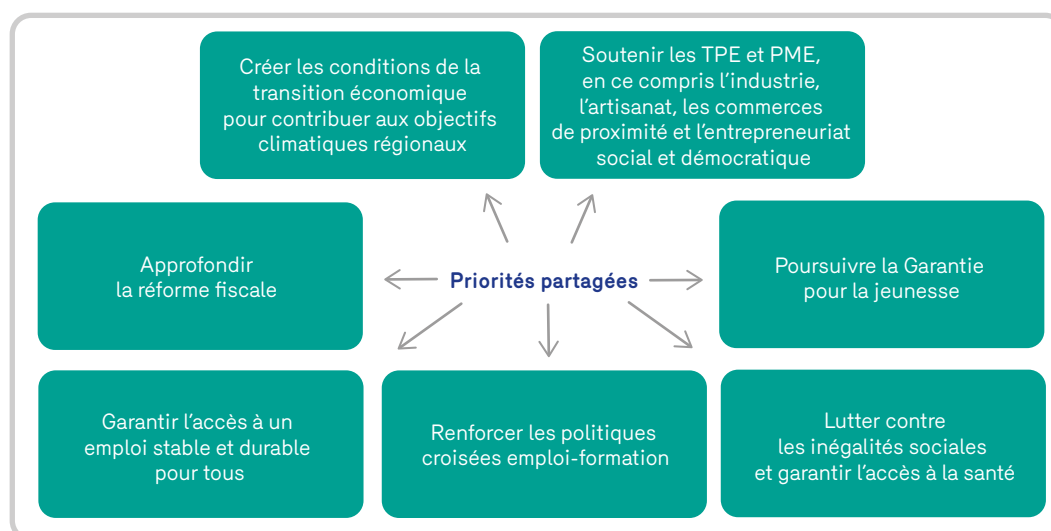 Créer les conditions de la
transition économique
pour contribuer aux objectifs
climatiques régionaux
Soutenir les TPE et PME,
en ce compris l'industrie,
l'artisanat, les commerces
de proximité et l'entrepreneuriat
social et démocratique
Approfondir
la réforme fiscale
Priorités partagées
Poursuivre la Garantie
pour la jeunesse
Garantir l'accès à un
emploi stable et durable
pour tous
Renforcer les politiques
croisées emploi-formation
Lutter contre
les inégalités sociales
et garantir l'accès à la santé